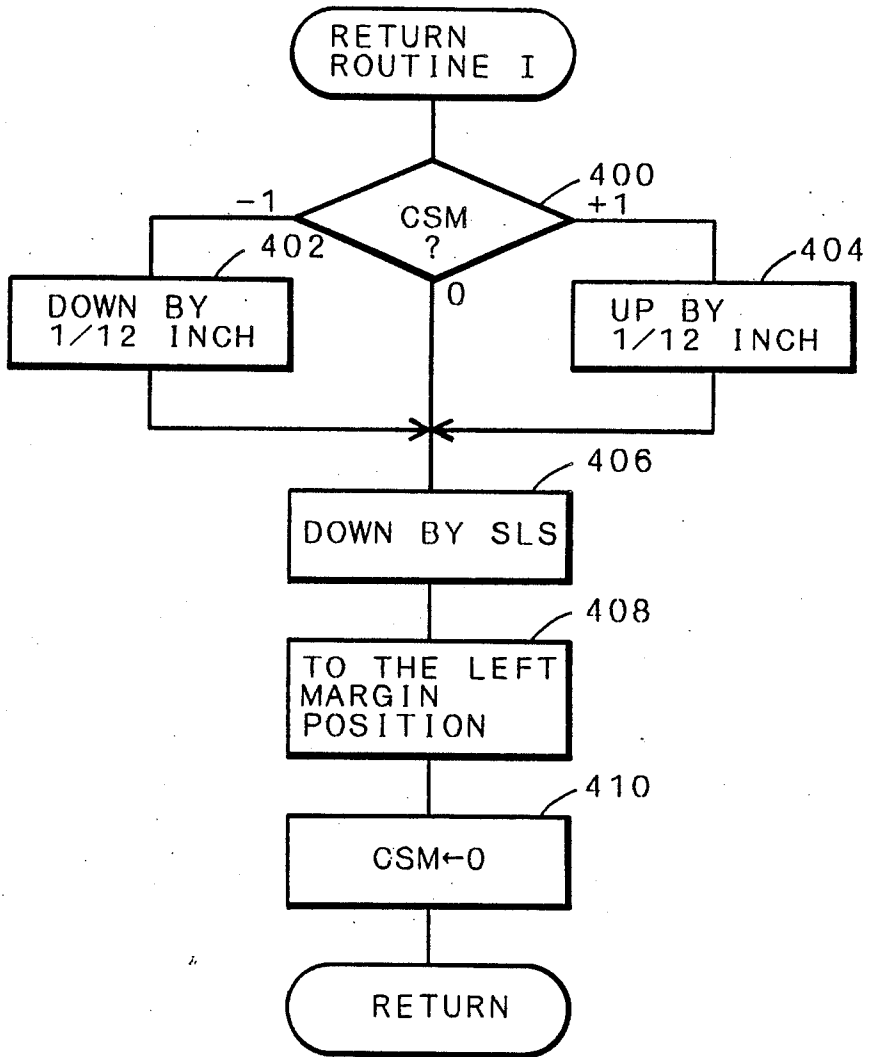 RETURN
ROUTINE I
400
-1
CSM
?
+1
0
402
DOWN BY
1/12 INCH
404
UP BY
1/12 INCH
406
DOWN BY SLS
408
TO THE LEFT
MARGIN
POSITION
410
CSM←0
RETURN